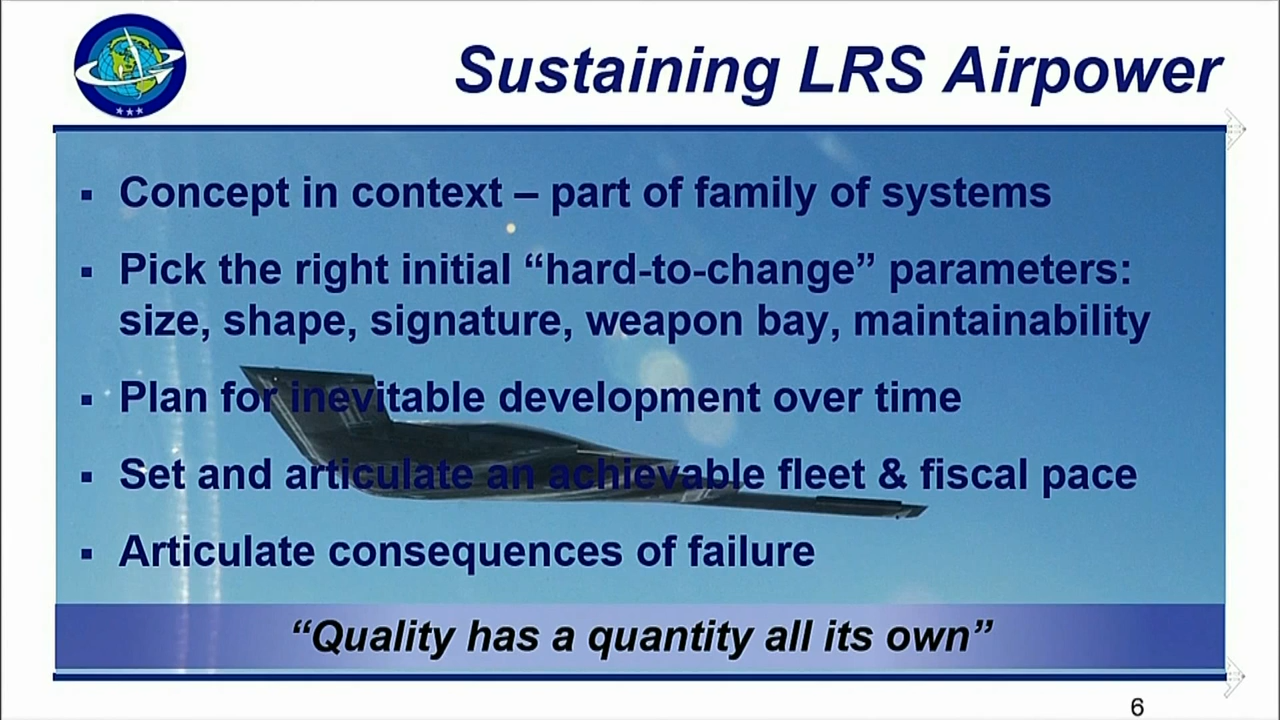 Sustaining LRS Airpower
▪ Concept in context – part of family of systems
▪ Pick the right initial “hard-to-change” parameters:
size, shape, signature, weapon bay, maintainability
▪ Plan for inevitable development over time
▪ Set and articulate an achievable fleet & fiscal pace
▪ Articulate consequences of failure
“Quality has a quantity all its own”
6